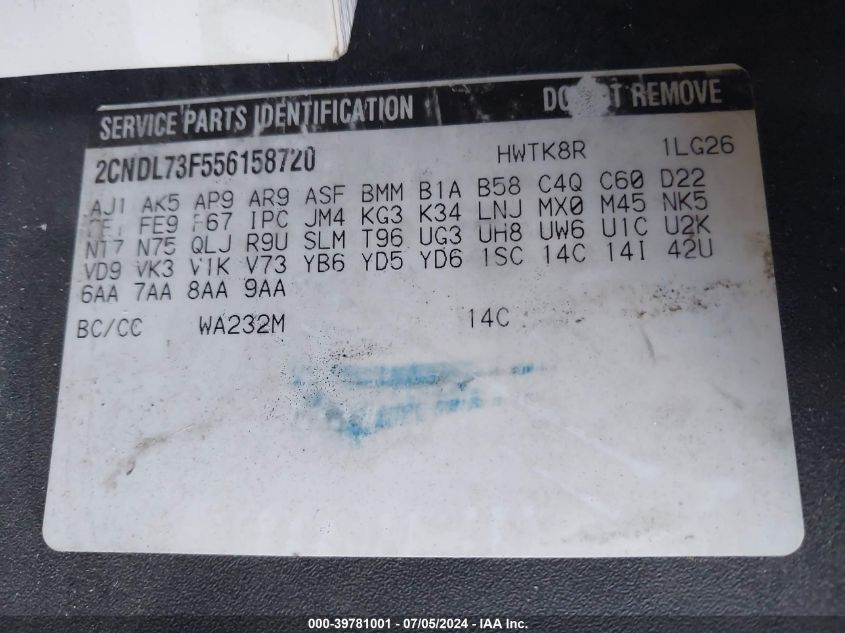 SERVICE PARTS IDENTIFICATION DO NOT REMOVE
2CNDL73F556158720 HWTK8R 1LG26
AJ1 AK5 AP9 AR9 ASF BMM B1A B58 C4Q C60 D22
FE9 F67 IPC JM4 KG3 K34 LNJ MX0 M45 NK5
NT7 N75 QLJ R9U SLM T96 UG3 UH8 UW6 U1C U2K
VD9 VK3 V1K V73 YB6 YD5 YD6 1SC 14C 14I 42U
6AA 7AA 8AA 9AA
BC/CC WA232M 14C
000-39781001 - 07/05/2024 - IAA Inc.